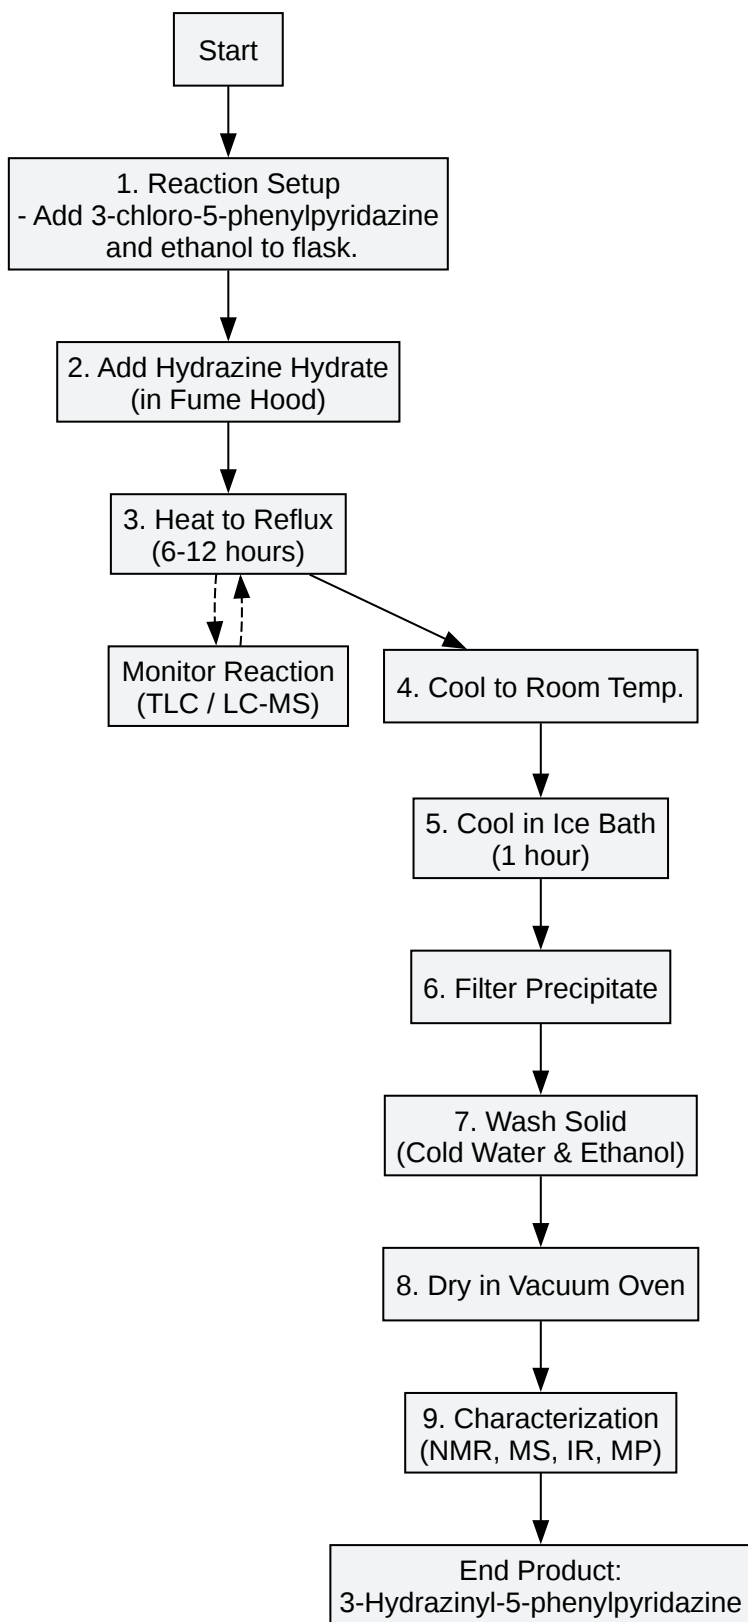 Start
1. Reaction Setup
- Add 3-chloro-5-phenylpyridazine
and ethanol to flask.
2. Add Hydrazine Hydrate
(in Fume Hood)
3. Heat to Reflux
(6-12 hours)
Monitor Reaction
(TLC / LC-MS)
4. Cool to Room Temp.
5. Cool in Ice Bath
(1 hour)
6. Filter Precipitate
7. Wash Solid
(Cold Water & Ethanol)
8. Dry in Vacuum Oven
9. Characterization
(NMR, MS, IR, MP)
End Product:
3-Hydrazinyl-5-phenylpyridazine